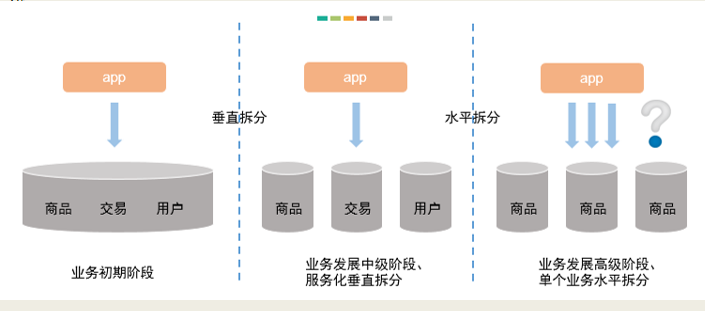 app
app
app
垂直拆分
水平拆分
商品 交易 用户
商品 交易 用户
商品 商品 商品
业务初期阶段
业务发展中级阶段、
服务化垂直拆分
业务发展高级阶段、
单个业务水平拆分